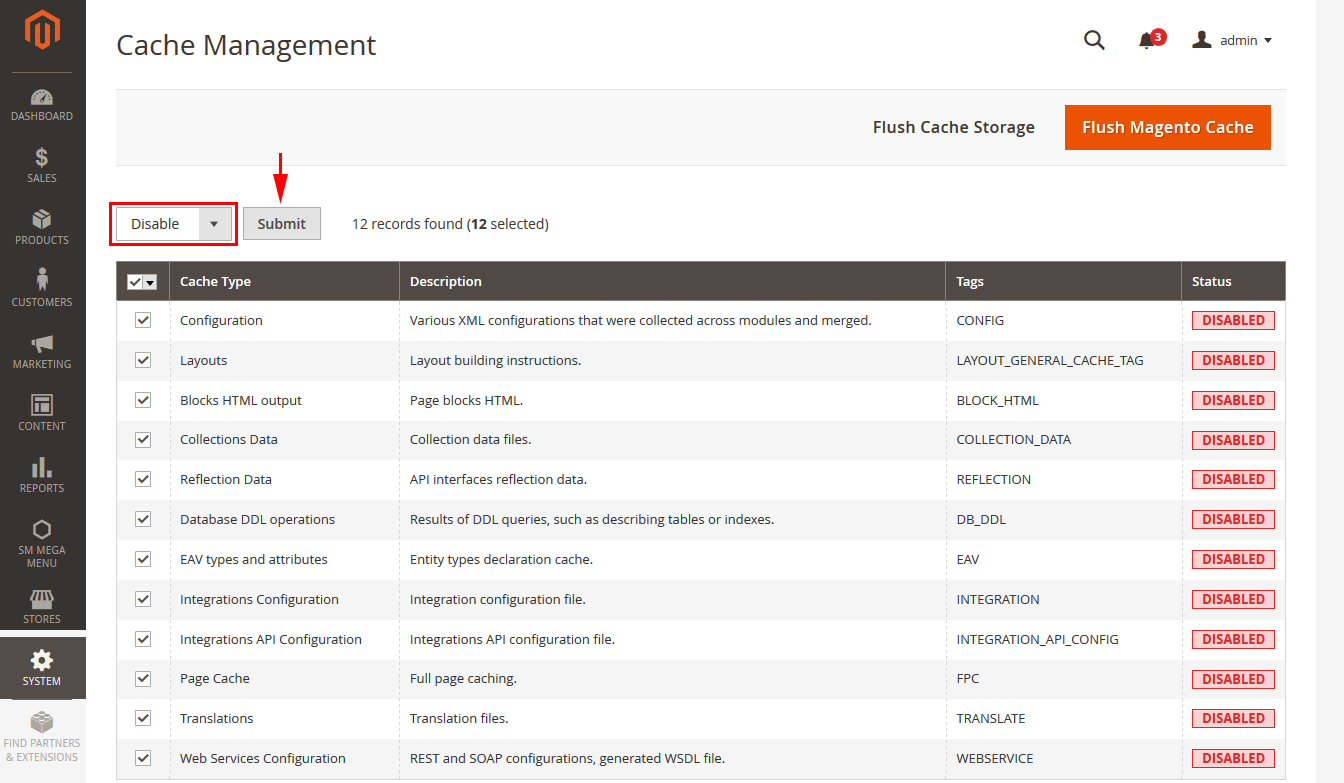 Cache Management
3
admin
Flush Cache Storage
Flush Magento Cache
DASHBOARD
SALES
PRODUCTS
CUSTOMERS
MARKETING
CONTENT
REPORTS
SM MEGA
MENU
STORES
SYSTEM
FIND PARTNERS
& EXTENSIONS
Disable
Submit
12 records found (12 selected)
Cache Type Description Tags Status
Configuration Various XML configurations that were collected across modules and merged. CONFIG DISABLED
Layouts Layout building instructions. LAYOUT_GENERAL_CACHE_TAG DISABLED
Blocks HTML output Page blocks HTML. BLOCK_HTML DISABLED
Collections Data Collection data files. COLLECTION_DATA DISABLED
Reflection Data API interfaces reflection data. REFLECTION DISABLED
Database DDL operations Results of DDL queries, such as describing tables or indexes. DB_DDL DISABLED
EAV types and attributes Entity types declaration cache. EAV DISABLED
Integrations Configuration Integration configuration file. INTEGRATION DISABLED
Integrations API Configuration Integrations API configuration file. INTEGRATION_API_CONFIG DISABLED
Page Cache Full page caching. FPC DISABLED
Translations Translation files. TRANSLATE DISABLED
Web Services Configuration REST and SOAP configurations, generated WSDL file. WEBSERVICE DISABLED